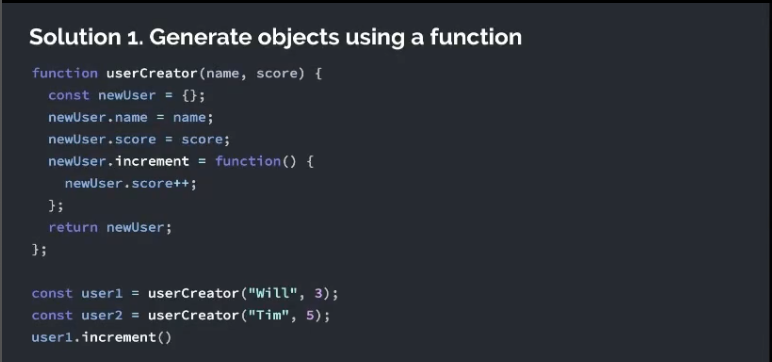 Solution 1. Generate objects using a function
function userCreator(name, score) {
const newUser = {};
newUser.name = name;
newUser.score = score;
newUser.increment = function() {
newUser.score++;
};
return newUser;
};
const user1 = userCreator("Will", 3);
const user2 = userCreator("Tim", 5);
user1.increment()